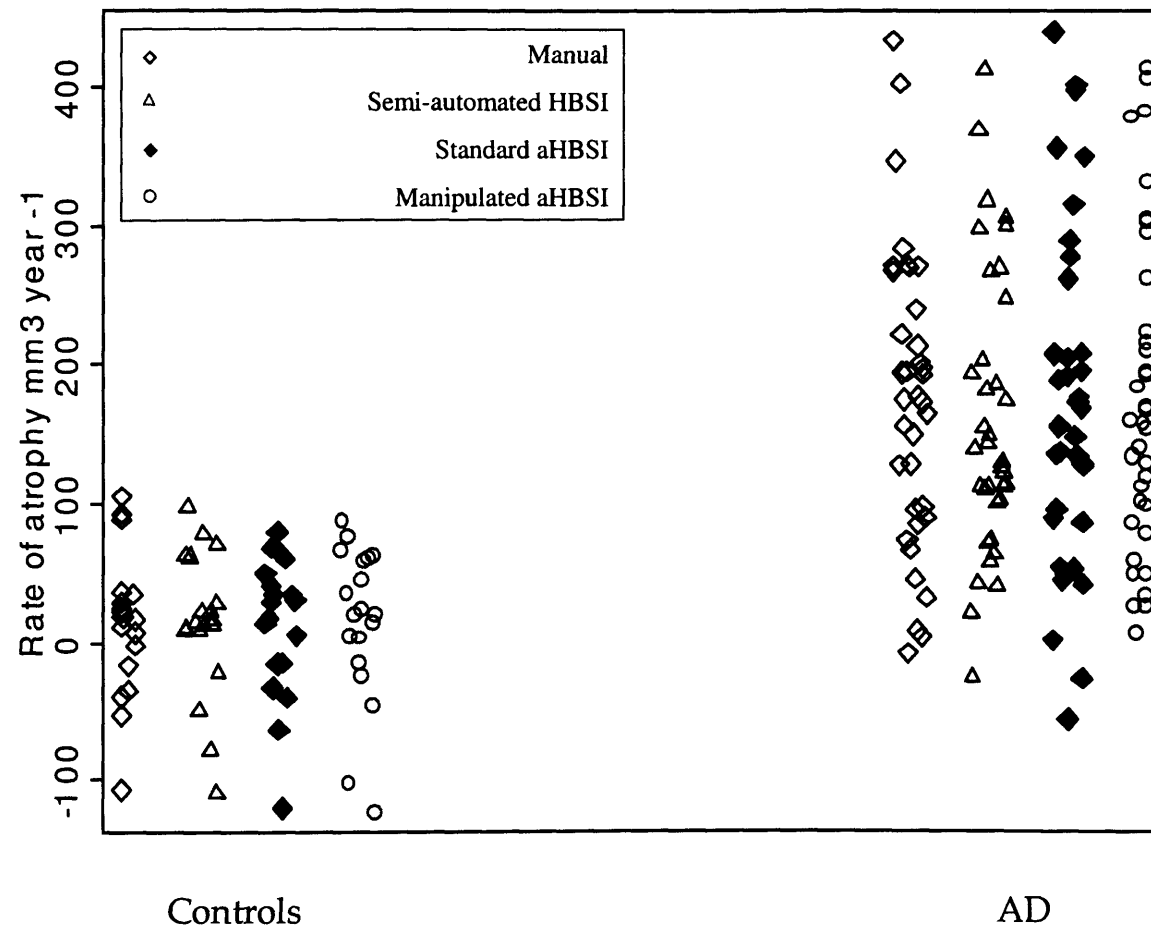 Rate of atrophy mm3 year-1
400
300
200
100
0
-100
Manual
Semi-automated HBSI
Standard aHBSI
Manipulated aHBSI
Controls
AD